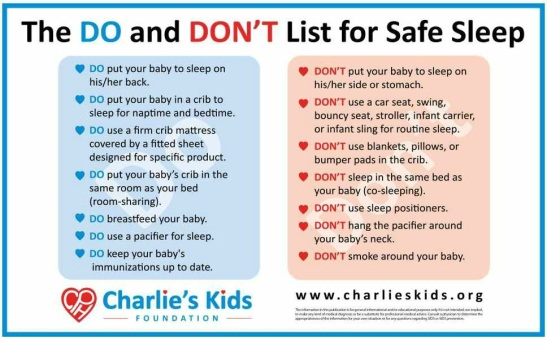 The DO and DON'T List for Safe Sleep
DO put your baby to sleep on
his/her back.
DO put your baby in a crib to
sleep for naptime and bedtime.
DO use a firm crib mattress
covered by a fitted sheet
designed for specific product.
DO put your baby's crib in the
same room as your bed
(room-sharing).
DO breastfeed your baby.
DO use a pacifier for sleep.
DO keep your baby's
immunizations up to date.
DON'T put your baby to sleep on
his/her side or stomach.
DON'T use a car seat, swing,
bouncy seat, stroller, infant carrier,
or infant sling for routine sleep.
DON'T use blankets, pillows, or
bumper pads in the crib.
DON'T sleep in the same bed as
your baby (co-sleeping).
DON'T use sleep positioners.
DON'T hang the pacifier around
your baby's neck.
DON'T smoke around your baby.
Charlie's Kids
FOUNDATION
www.charlieskids.org